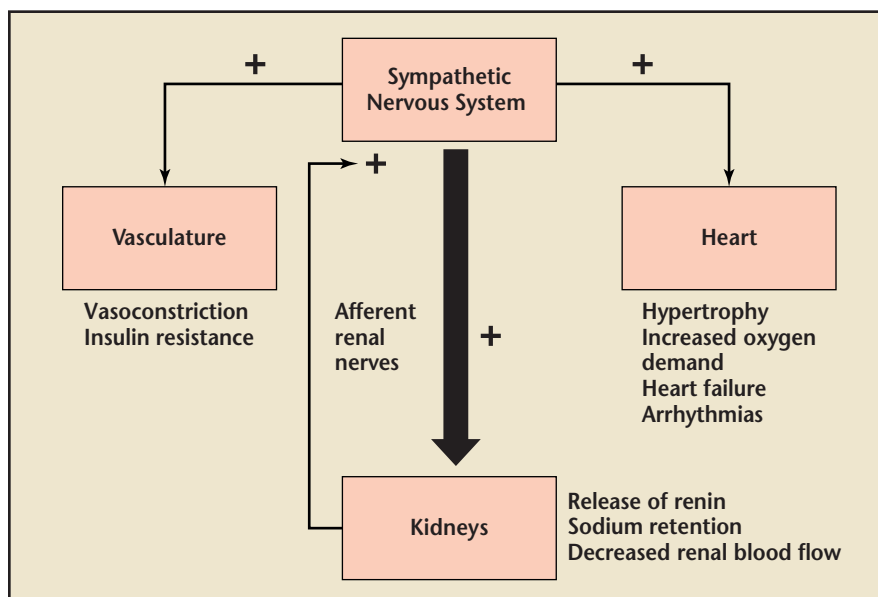 +
+
Sympathetic
Nervous System
+
Vasculature
Heart
Vasoconstriction
Insulin resistance
Afferent
renal
nerves
+
Hypertrophy
Increased oxygen
demand
Heart failure
Arrhythmias
Kidneys
Release of renin
Sodium retention
Decreased renal blood flow